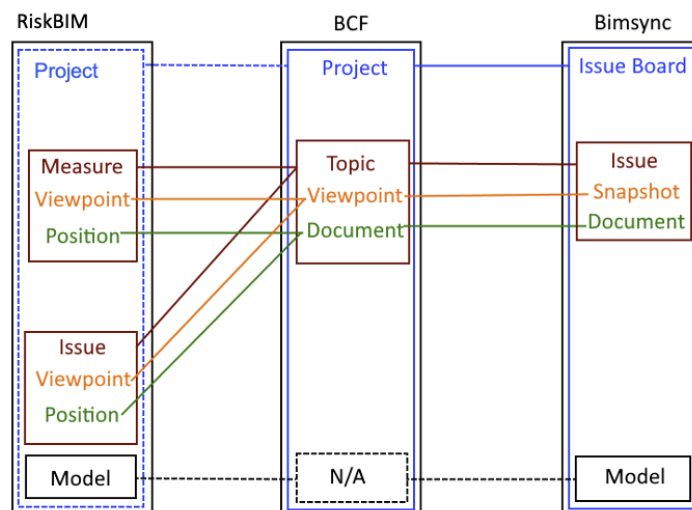 RiskBIM
BCF
Bimsync
Project
Project
Issue Board
Measure
Viewpoint
Position
Topic
Viewpoint
Document
Issue
Snapshot
Document
Issue
Viewpoint
Position
Model
N/A
Model